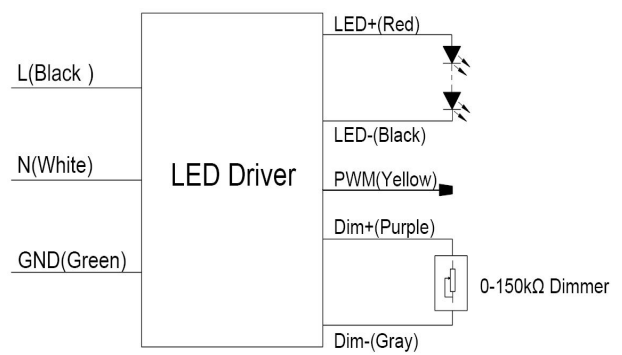 LED+(Red)
L(Black )
LED-(Black)
N(White)
LED Driver
PWM(Yellow)
Dim+(Purple)
GND(Green)
0-150kΩ Dimmer
Dim-(Gray)